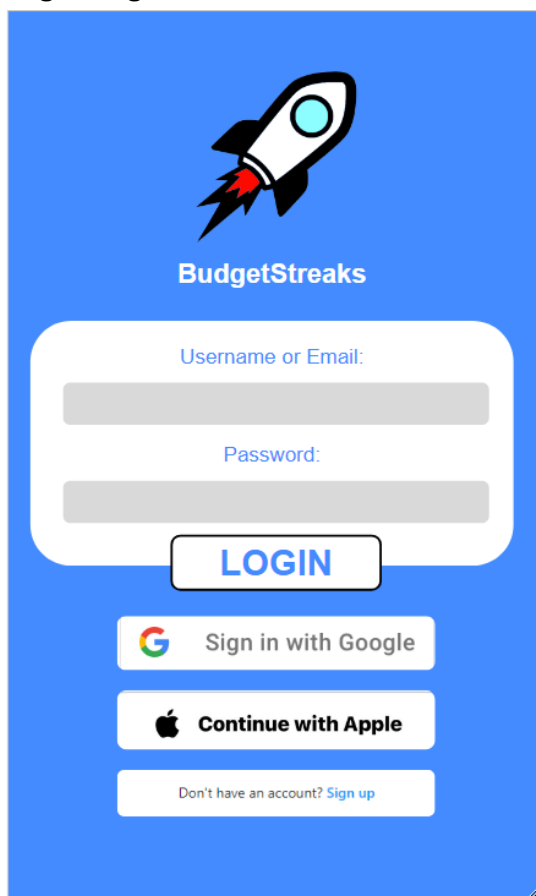 BudgetStreaks
Username or Email:
Password:
LOGIN
Sign in with Google
Continue with Apple
Don't have an account? Sign up